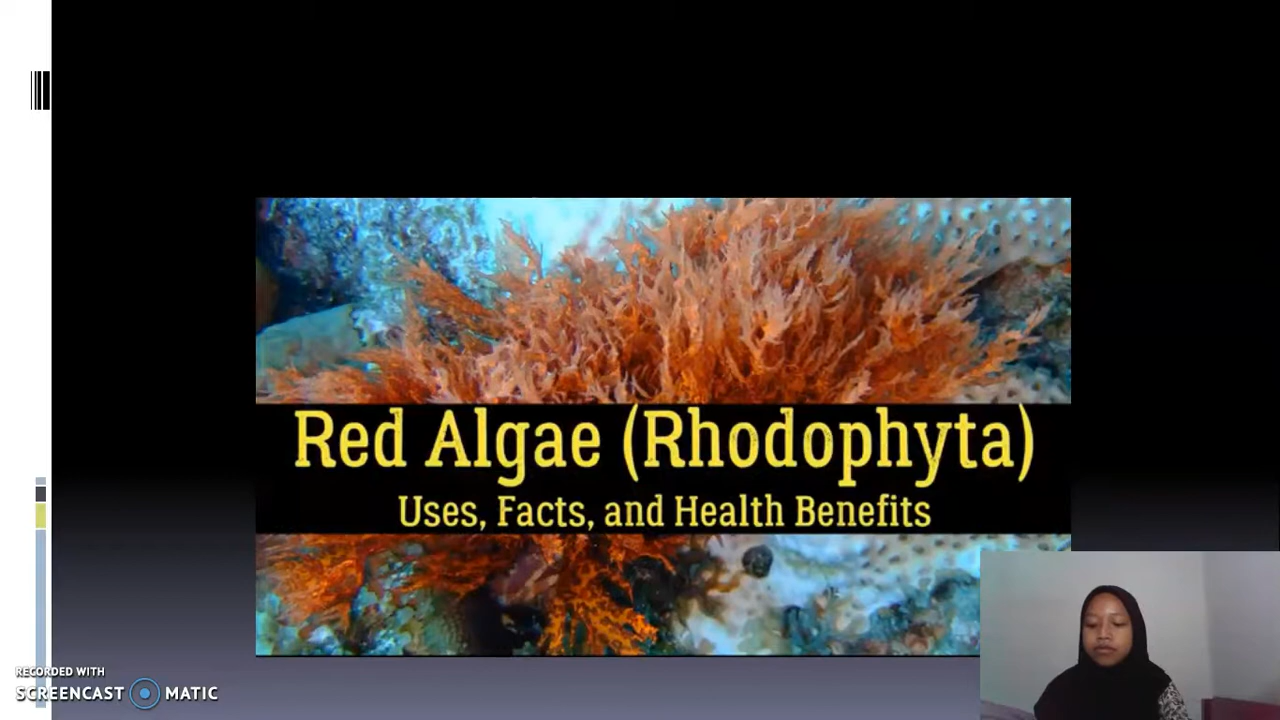 Red Algae (Rhodophyta)
Uses, Facts, and Health Benefits
RECORDED WITH
SCREENCAST MATIC